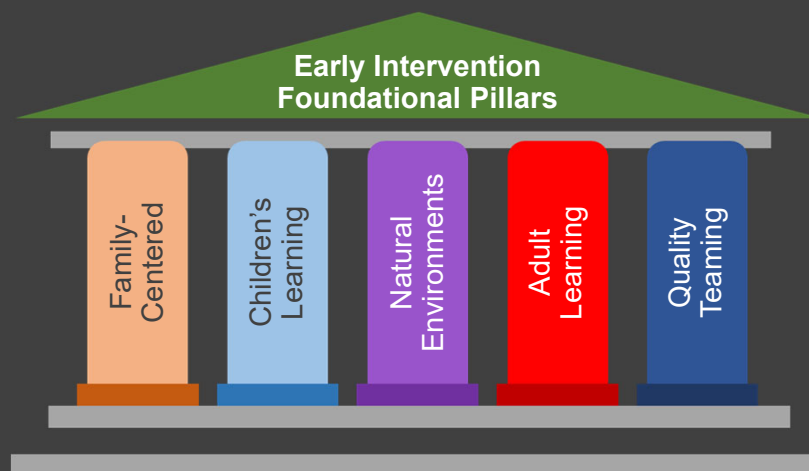 Early Intervention
Foundational Pillars
Family-
Centered
Children’s
Learning
Natural
Environments
Adult
Learning
Quality
Teaming